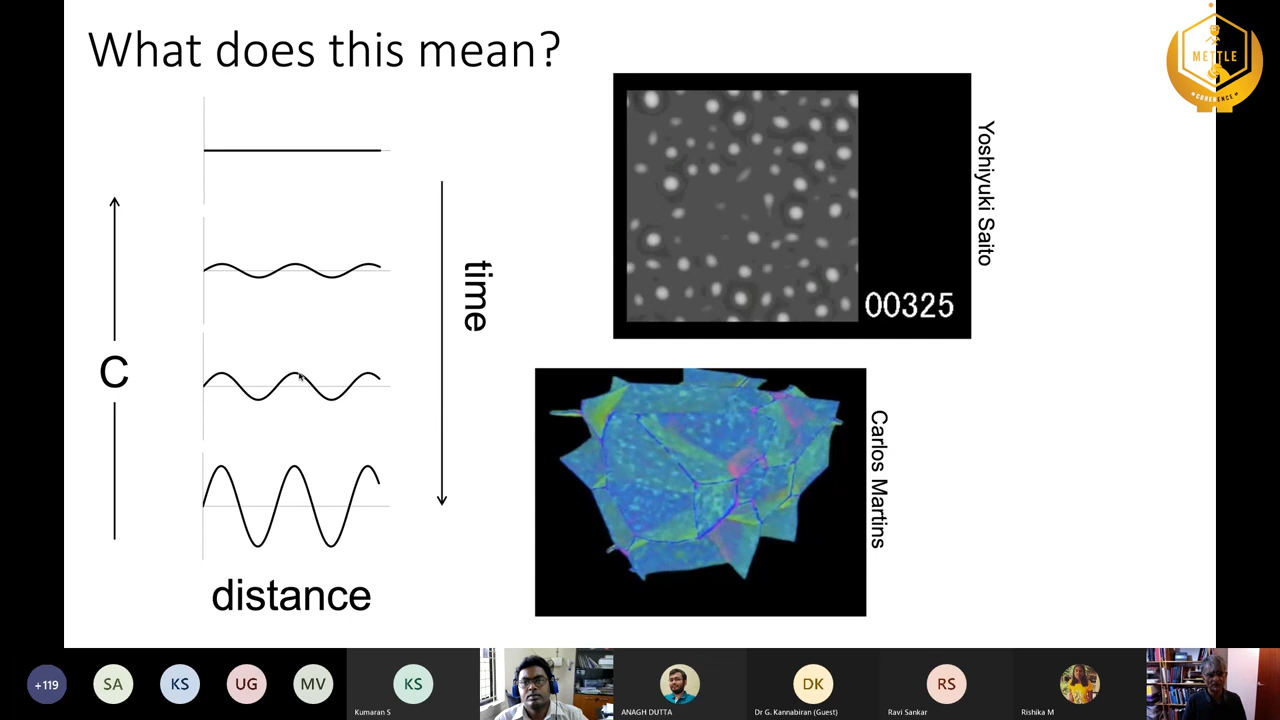 What does this mean?
METTLE
COHERENCE
C
time
distance
00325
Yoshiyuki Saito
Carlos Martins
+119
SA
KS
UG
MV
KS
DK
RS
Kumaran S
ANAGH DUTTA
Dr G. Kannabiran (Guest)
Ravi Sankar
Rishika M